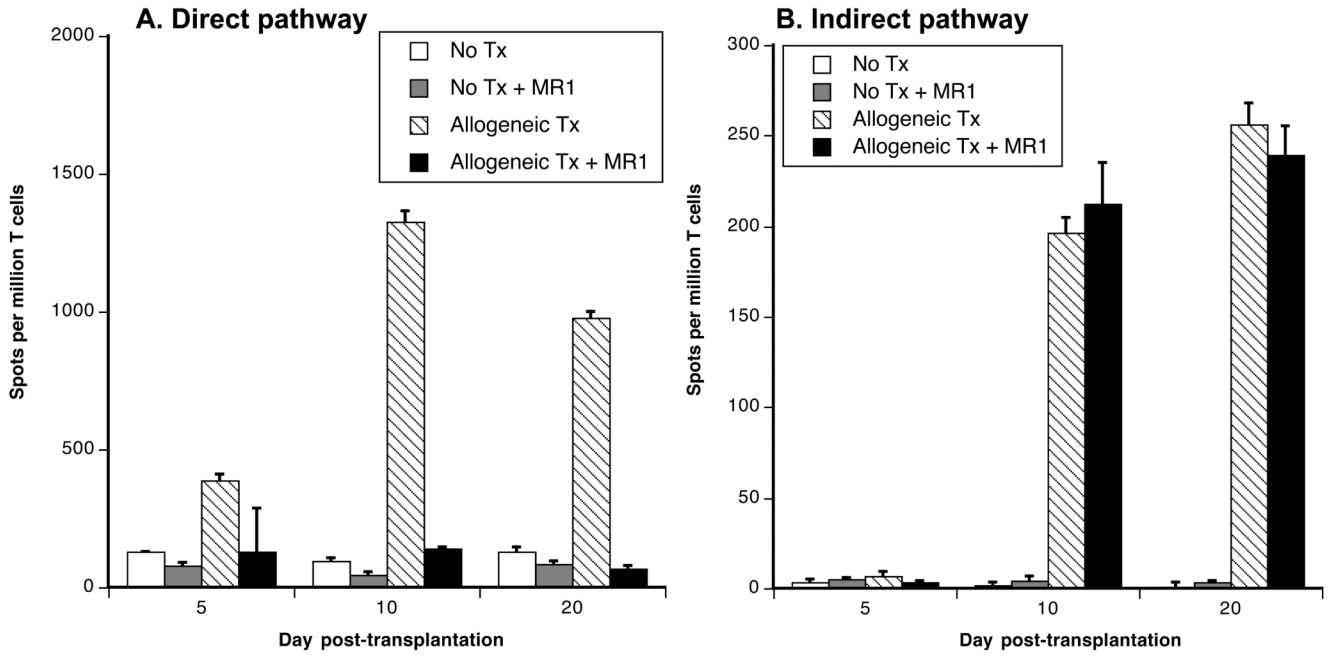 A. Direct pathway
2000
1500
1000
500
0
Spots per million T cells
No Tx
No Tx + MR1
Allogeneic Tx
Allogeneic Tx + MR1
5
10
20
Day post-transplantation
B. Indirect pathway
300
250
200
150
100
50
0
Spots per million T cells
No Tx
No Tx + MR1
Allogeneic Tx
Allogeneic Tx + MR1
5
10
20
Day post-transplantation